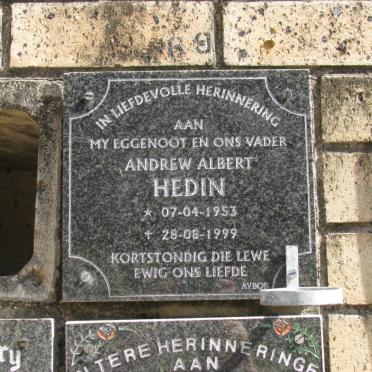 IN LIEFDEVOLLE HERINNERING
AAN
MY EGGENOOT EN ONS VADER
ANDREW ALBERT
HEDIN
★ 07-04-1953
✝ 28-08-1999
KORTSTONDIG DIE LEWE
EWIG ONS LIEFDE
AVBOB
TERE HERINNERINGE
AAN